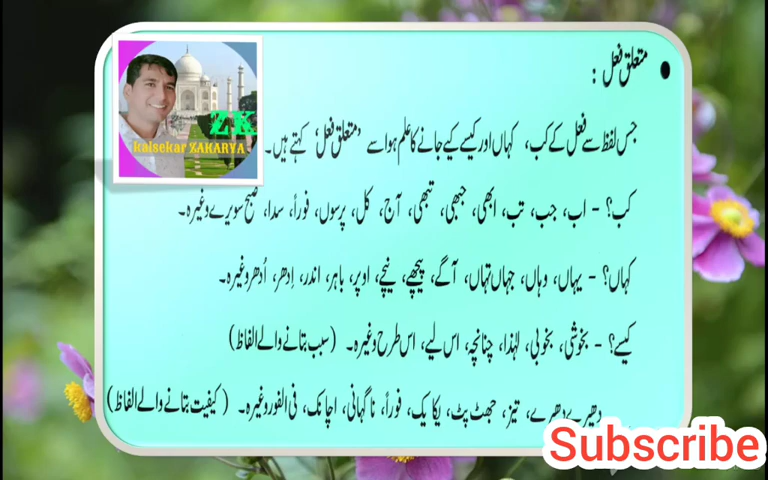 • متعلق فعل :
جس لفظ سے فعل کے کب، کہاں اور کیسے کیے جانے کا علم ہو اسے ’متعلق فعل‘ کہتے ہیں۔
کب؟ - اب، جب، تب، ابھی، جبھی، تبھی، آج، کل، پرسوں، فوراً، سدا، صبح سویرے وغیرہ۔
کہاں؟ - یہاں، وہاں، جہاں تہاں، آگے، پیچھے، نیچے، اوپر، باہر، اندر، اِدھر، اُدھر وغیرہ۔
کیسے؟ - بخوشی، بخوبی، لہٰذا، چنانچہ، اس لیے، اس طرح وغیرہ۔ (سبب بتانے والے الفاظ)
دھیرے دھیرے، تیز، جھٹ پٹ، یکایک، فوراً، ناگہانی، اچانک، فی الفور وغیرہ۔ (کیفیت بتانے والے الفاظ)
ZK
kalsekar ZAKARYA
Subscribe